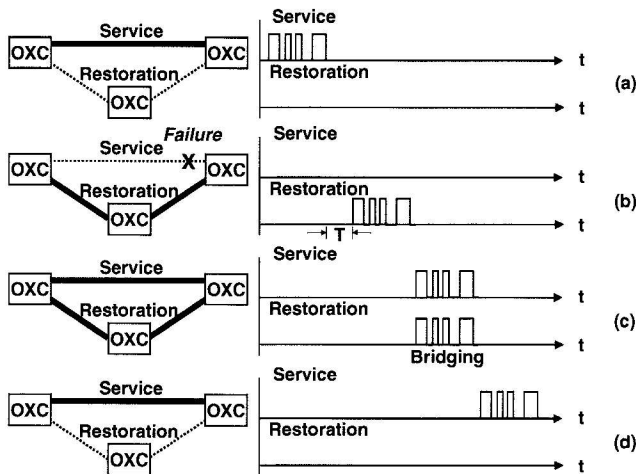 Service
OXC
OXC
Restoration
OXC
Service
Restoration
t
t
(a)
Failure
Service
X
OXC
OXC
Restoration
OXC
Service
t
Restoration
T
t
(b)
Service
OXC
OXC
Restoration
OXC
Service
t
Restoration
Bridging
t
(c)
Service
OXC
OXC
Restoration
OXC
Service
t
Restoration
t
(d)